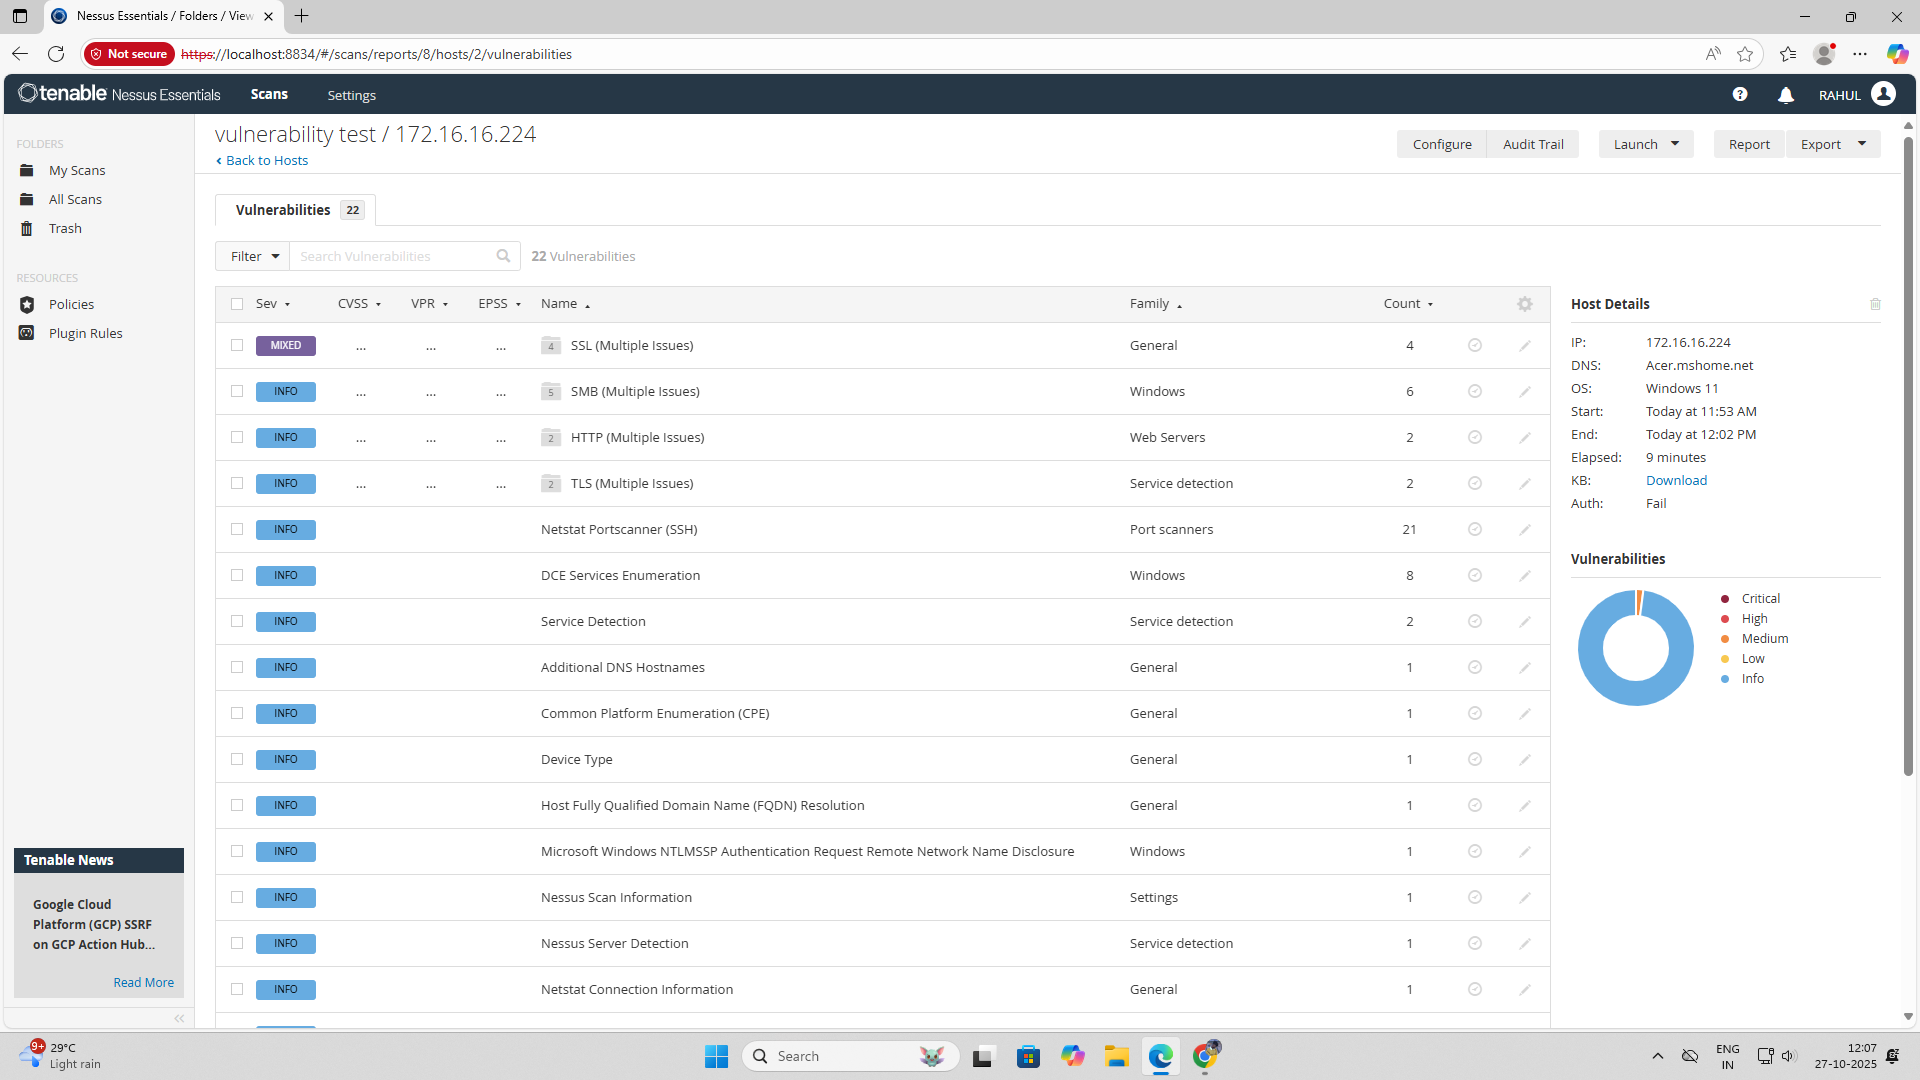 Nessus Essentials / Folders / View
Not secure https://localhost:8834/#/scans/reports/8/hosts/2/vulnerabilities
tenable Nessus Essentials Scans Settings RAHUL
FOLDERS
My Scans
All Scans
Trash
RESOURCES
Policies
Plugin Rules
Tenable News
Google Cloud
Platform (GCP) SSRF
on GCP Action Hub...
Read More
vulnerability test / 172.16.16.224
Back to Hosts
Configure Audit Trail Launch Report Export
Vulnerabilities 22
Filter Search Vulnerabilities 22 Vulnerabilities
Sev CVSS VPR EPSS Name Family Count
MIXED ... ... ... 4 SSL (Multiple Issues) General 4
INFO ... ... ... 5 SMB (Multiple Issues) Windows 6
INFO ... ... ... 2 HTTP (Multiple Issues) Web Servers 2
INFO ... ... ... 2 TLS (Multiple Issues) Service detection 2
INFO Netstat Portscanner (SSH) Port scanners 21
INFO DCE Services Enumeration Windows 8
INFO Service Detection Service detection 2
INFO Additional DNS Hostnames General 1
INFO Common Platform Enumeration (CPE) General 1
INFO Device Type General 1
INFO Host Fully Qualified Domain Name (FQDN) Resolution General 1
INFO Microsoft Windows NTLMSSP Authentication Request Remote Network Name Disclosure Windows 1
INFO Nessus Scan Information Settings 1
INFO Nessus Server Detection Service detection 1
INFO Netstat Connection Information General 1
Host Details
IP: 172.16.16.224
DNS: Acer.mshome.net
OS: Windows 11
Start: Today at 11:53 AM
End: Today at 12:02 PM
Elapsed: 9 minutes
KB: Download
Auth: Fail
Vulnerabilities
Critical
High
Medium
Low
Info
9+ 29°C
Light rain
Search
ENG
IN
12:07
27-10-2025